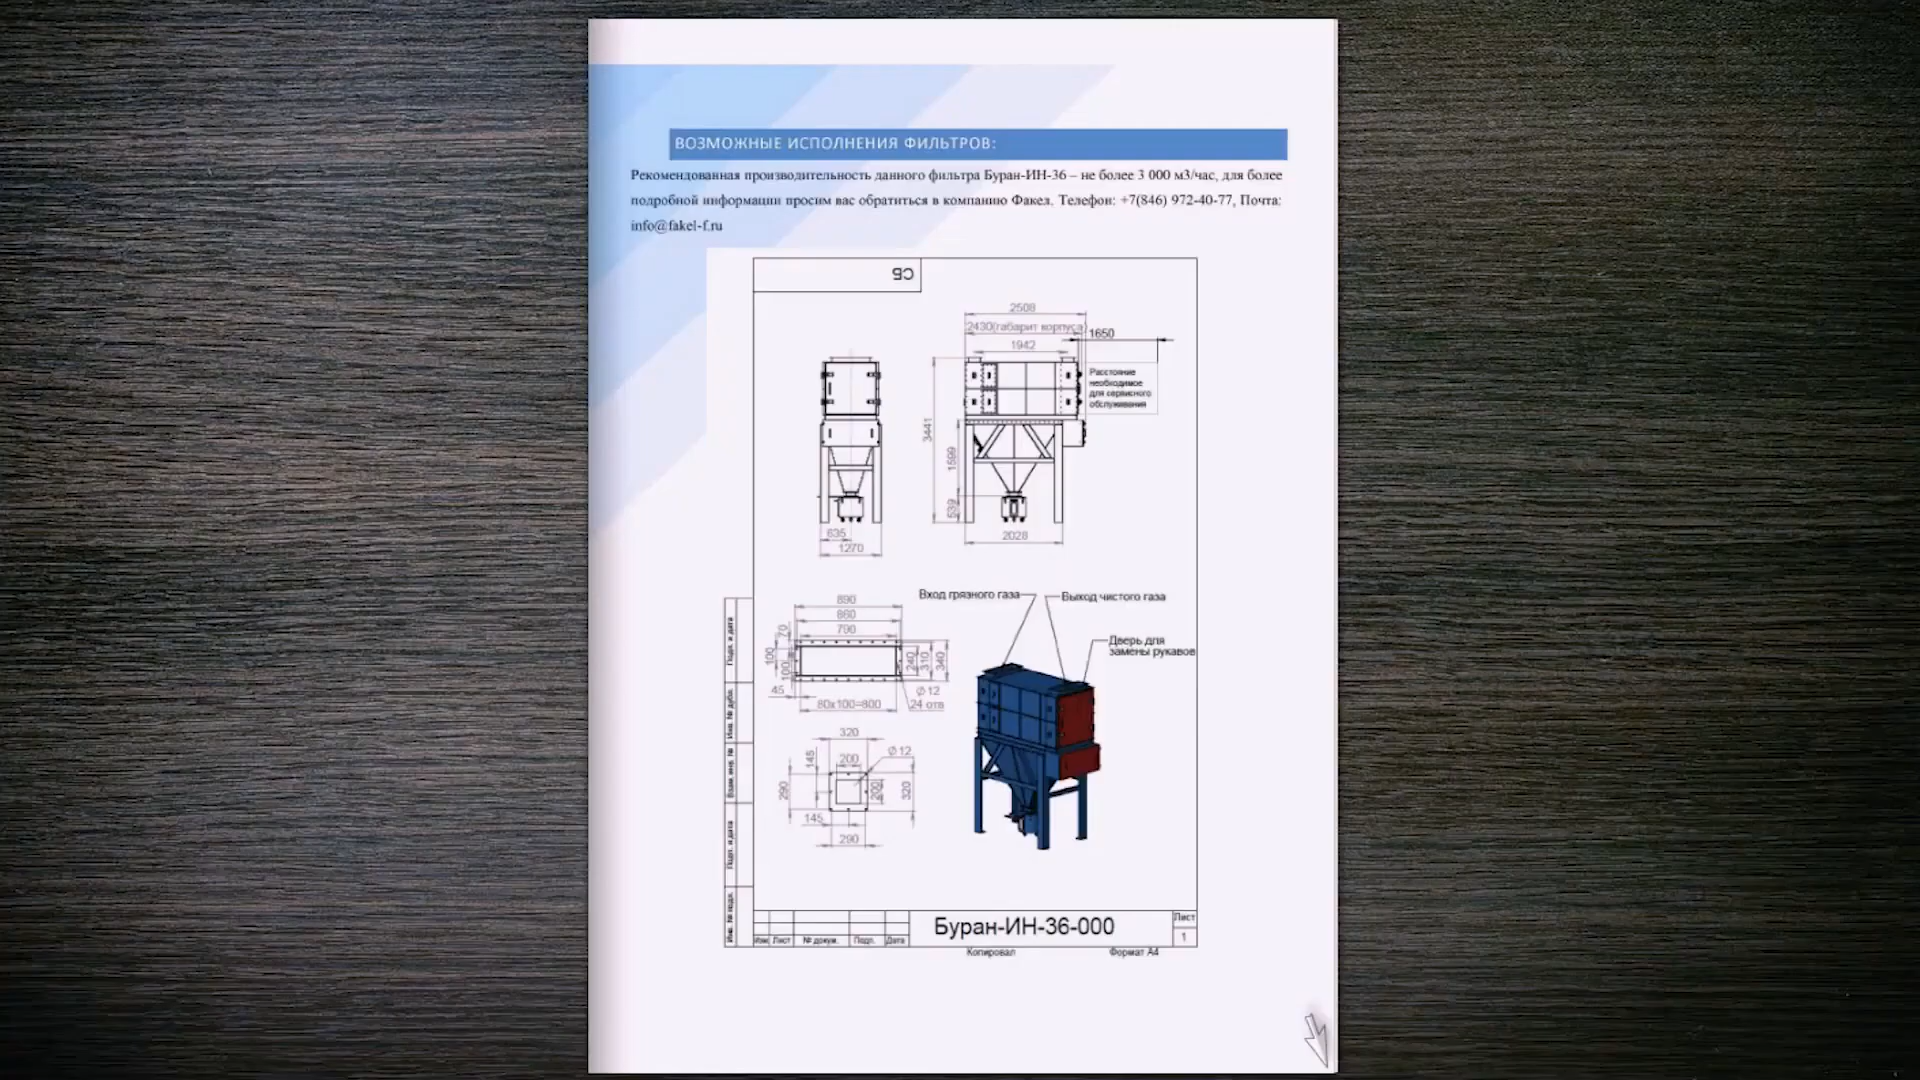 ВОЗМОЖНЫЕ ИСПОЛНЕНИЯ ФИЛЬТРОВ:
Рекомендованная производительность данного фильтра Буран-ИН-36 – не более 3 000 м3/час, для более
подробной информации просим вас обратиться в компанию Факел. Телефон: +7(846) 972-40-77, Почта:
info@fakel-f.ru
СБ
2508
2430(габарит корпуса)
1650
1942
Расстояние
необходимое
для сервисного
обслуживания
3441
1599
539
635
1270
2028
Вход грязного газа
Выход чистого газа
Дверь для
замены рукавов
890
860
790
70
100
100
240
310
340
45
80x100=800
Ø12
24 отв
320
145
200
Ø12
290
200
320
145
290
Подп. и дата
Инв. № дубл.
Взам. инв. №
Подп. и дата
Инв. № подл.
Изм Лист № докум. Подп. Дата
Буран-ИН-36-000
Лист
1
Копировал
Формат А4